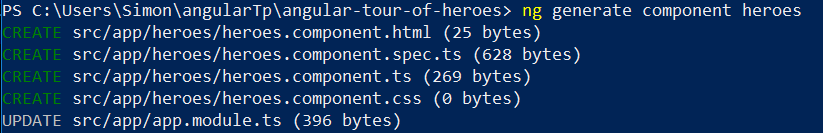 PS C:\Users\Simon\angularTp\angular-tour-of-heroes> ng generate component heroes
CREATE src/app/heroes/heroes.component.html (25 bytes)
CREATE src/app/heroes/heroes.component.spec.ts (628 bytes)
CREATE src/app/heroes/heroes.component.ts (269 bytes)
CREATE src/app/heroes/heroes.component.css (0 bytes)
UPDATE src/app/app.module.ts (396 bytes)